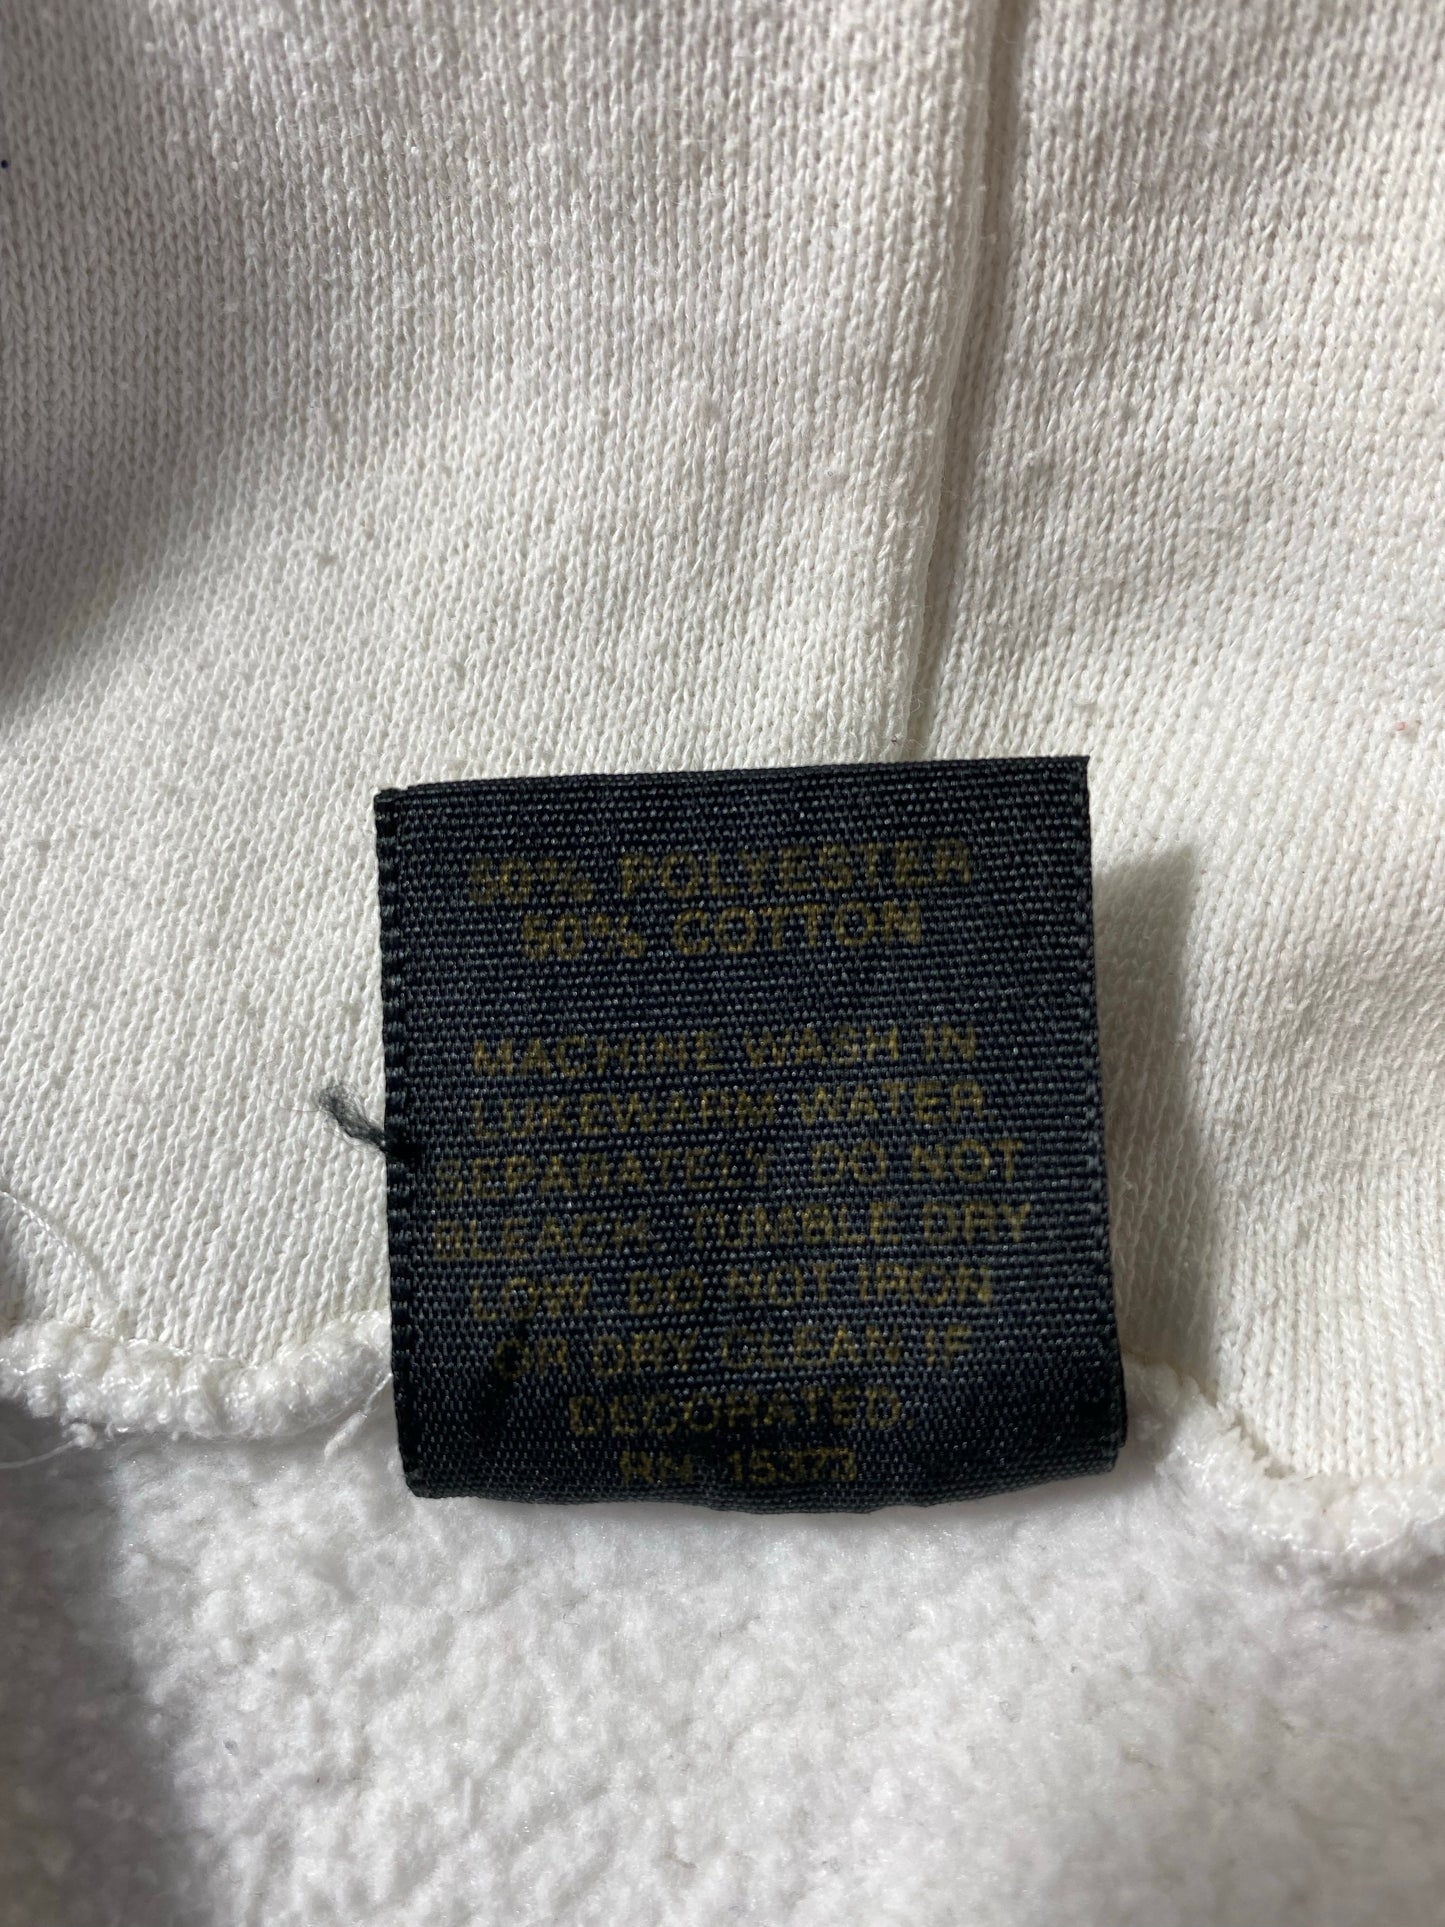 50% POLYESTER
50% COTTON
MACHINE WASH IN
LUKEWARM WATER
SEPARATELY DO NOT
BLEACH. TUMBLE DRY
LOW. DO NOT IRON
OR DRY CLEAN IF
DECORATED
RN 15373